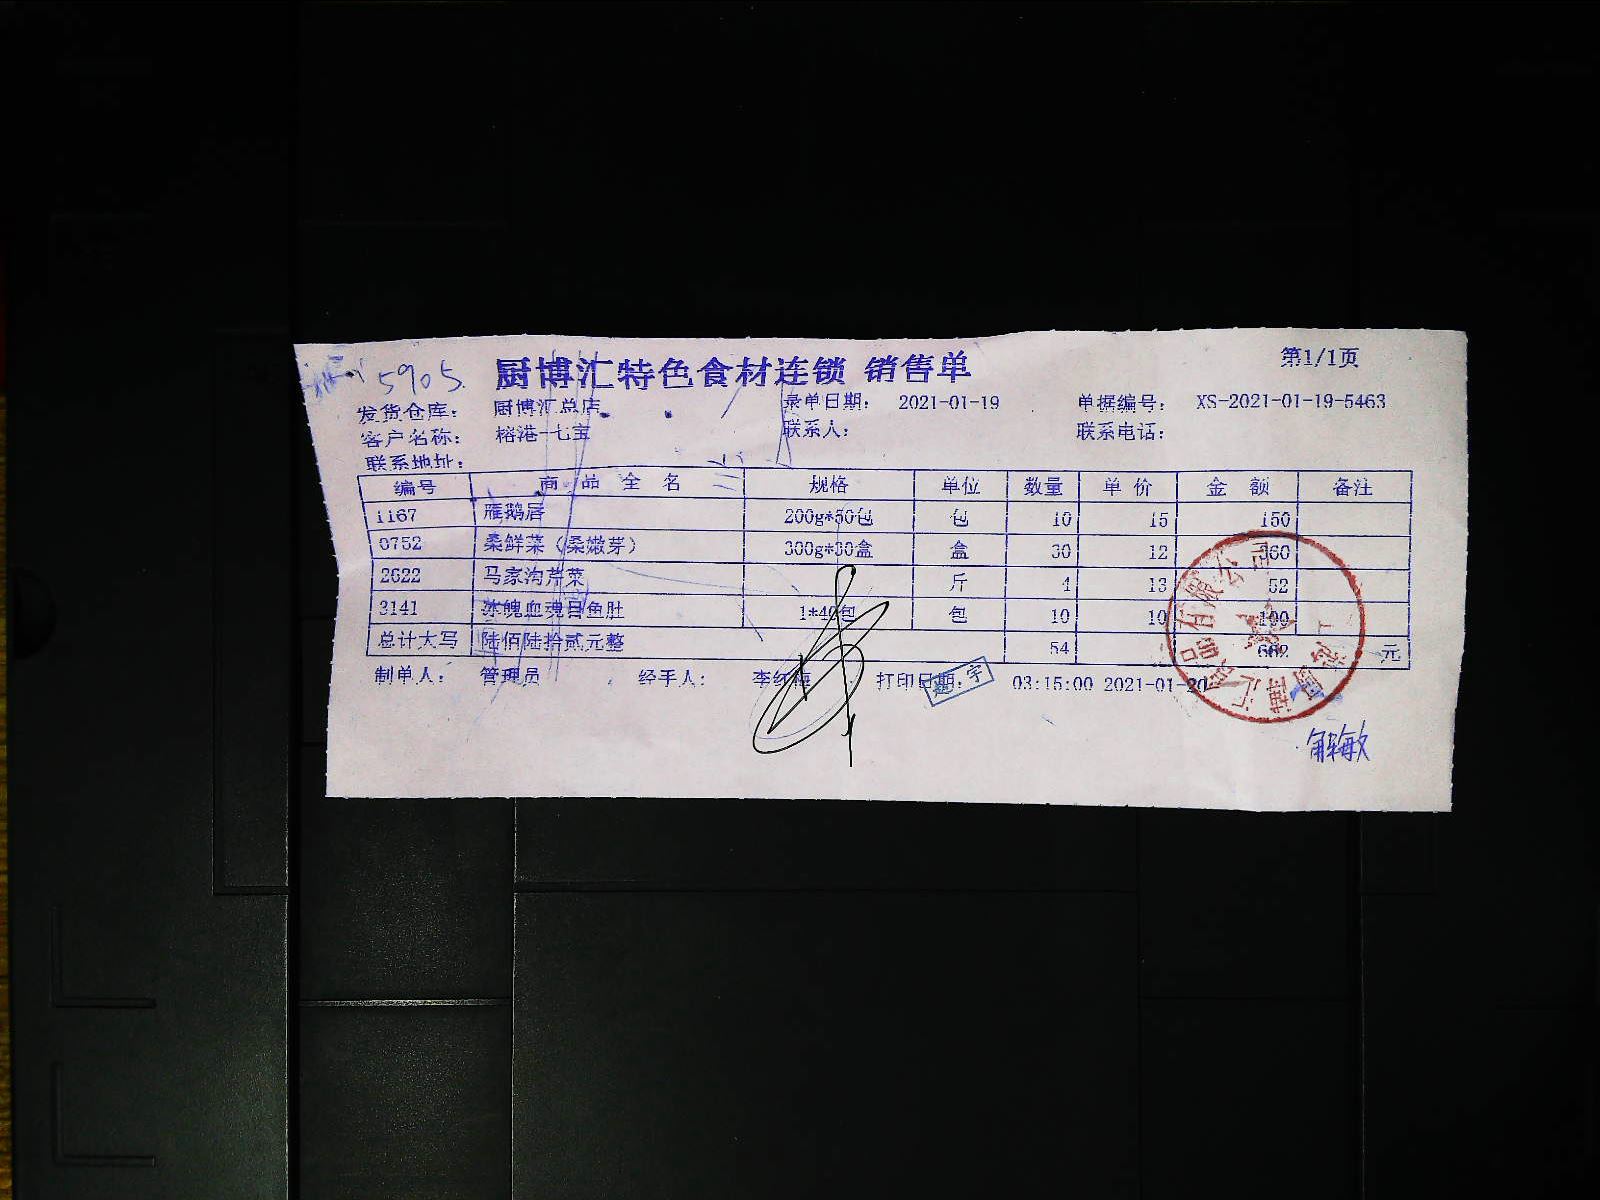 5905.
厨博汇特色食材连锁 销售单
第1/1页
发货仓库: 厨博汇总店 录单日期: 2021-01-19 单据编号: XS-2021-01-19-5463
客户名称: 榕港-七宝 联系人: 联系电话:
联系地址:
编号 商 品 全 名 规格 单位 数量 单 价 金 额 备注
1167 雁鹅唇 200g*50包 包 10 15 150
0752 桑鲜菜（桑嫩芽） 300g*30盒 盒 30 12 360
2622 马家沟芹菜 斤 4 13 52
3141 冰魄血魂目鱼肚 1*40包 包 10 10 100
总计大写 陆佰陆拾贰元整 54 662 元
制单人: 管理员 经手人: 李红梅 打印日期: 03:15:00 2021-01-20
有限公司
解敏